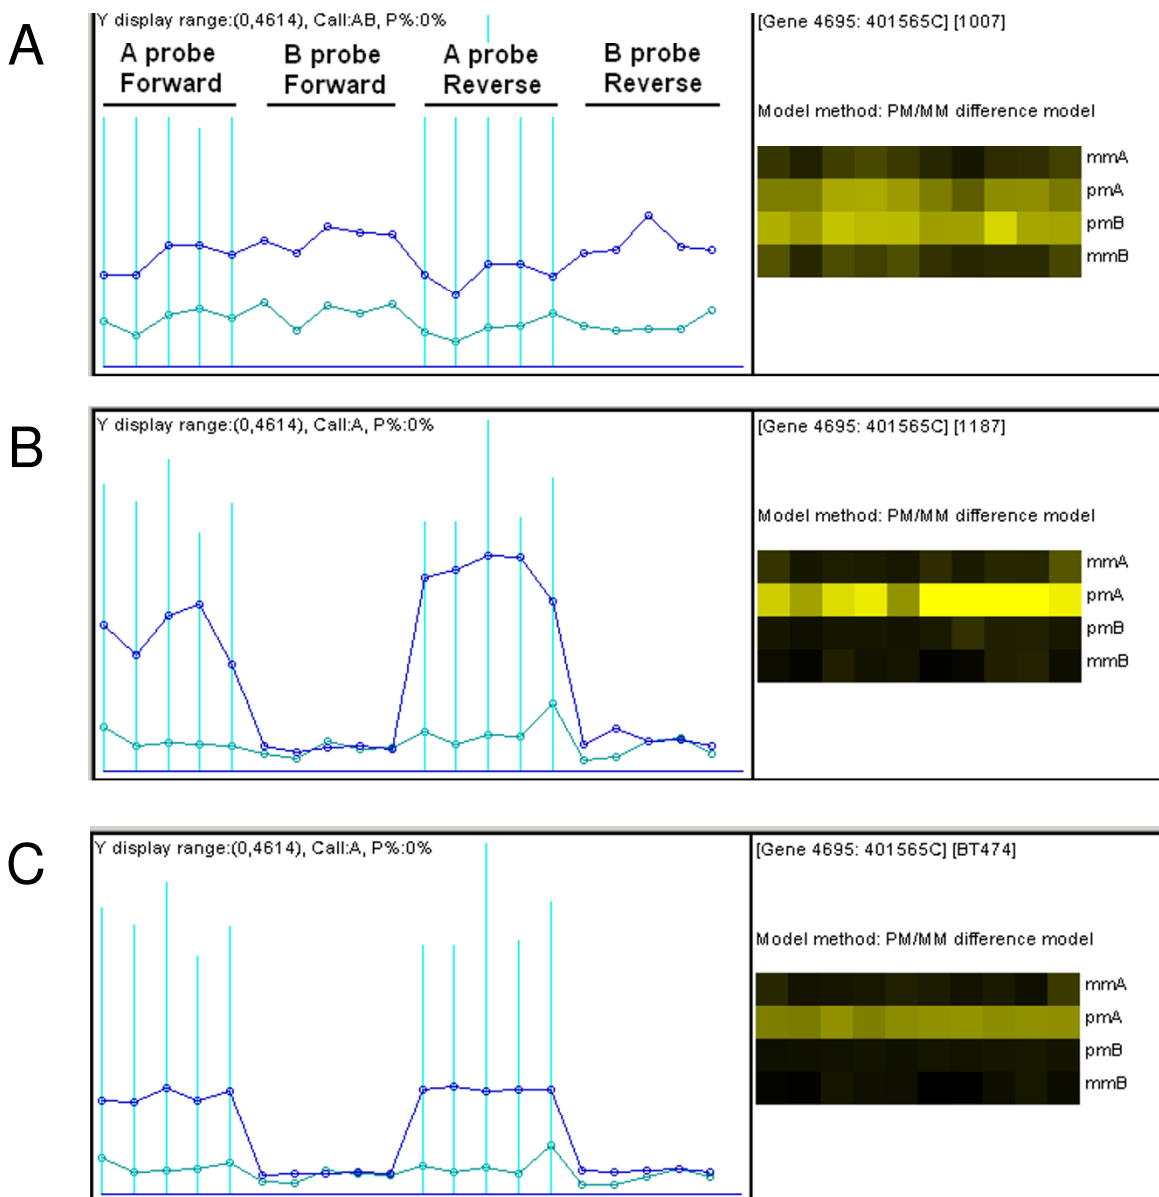 A
Y display range:(0,4614), Call:AB, P%:0%
A probe
Forward
B probe
Forward
A probe
Reverse
B probe
Reverse
[Gene 4695: 401565C] [1007]
Model method: PM/MM difference model
mmA
pmA
pmB
mmB
B
Y display range:(0,4614), Call:A, P%:0%
[Gene 4695: 401565C] [1187]
Model method: PM/MM difference model
mmA
pmA
pmB
mmB
C
Y display range:(0,4614), Call:A, P%:0%
[Gene 4695: 401565C] [BT474]
Model method: PM/MM difference model
mmA
pmA
pmB
mmB